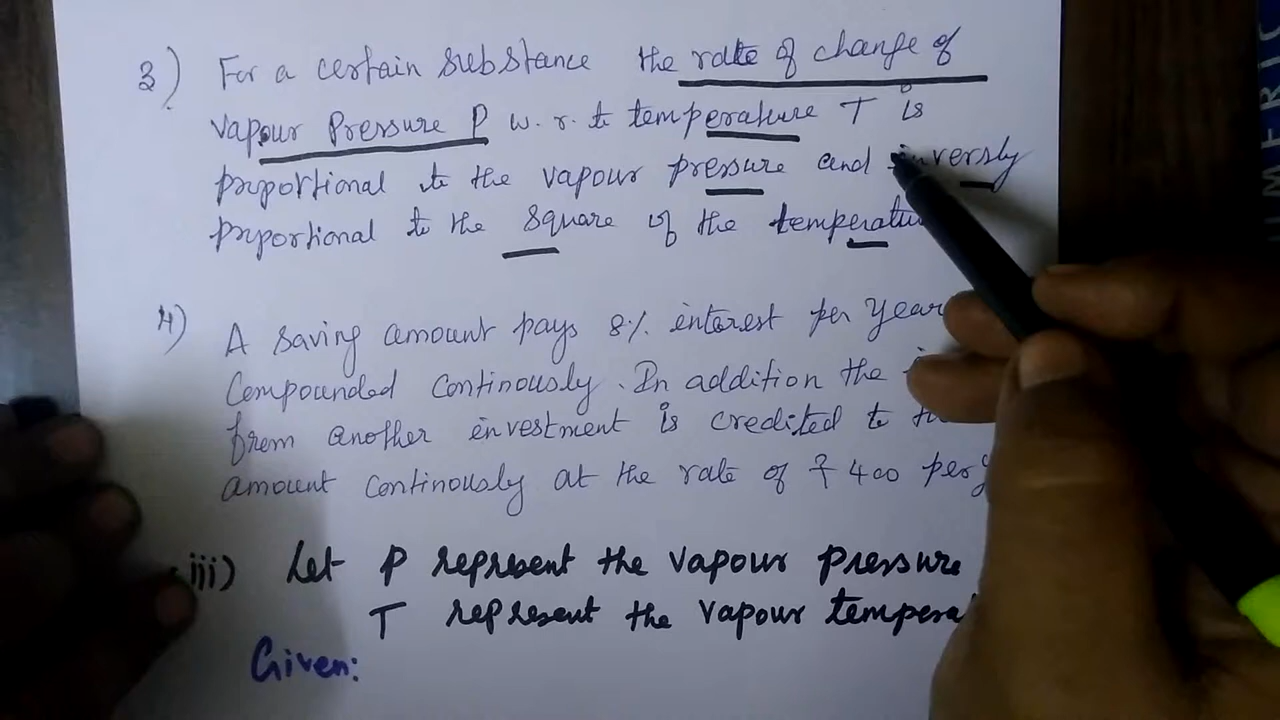 3) For a certain substance the rate of change of
vapour Pressure P w.r.to temperature T is
proportional to the vapour pressure and inversly
proportional to the square of the
4) A saving amount pays 8% interest per year
Compounded continously. In addition the
from another investment is credited to
amount continously at the rate of ₹ 400 per
iii) Let P represent the vapour pressure
T represent the vapour
Given: